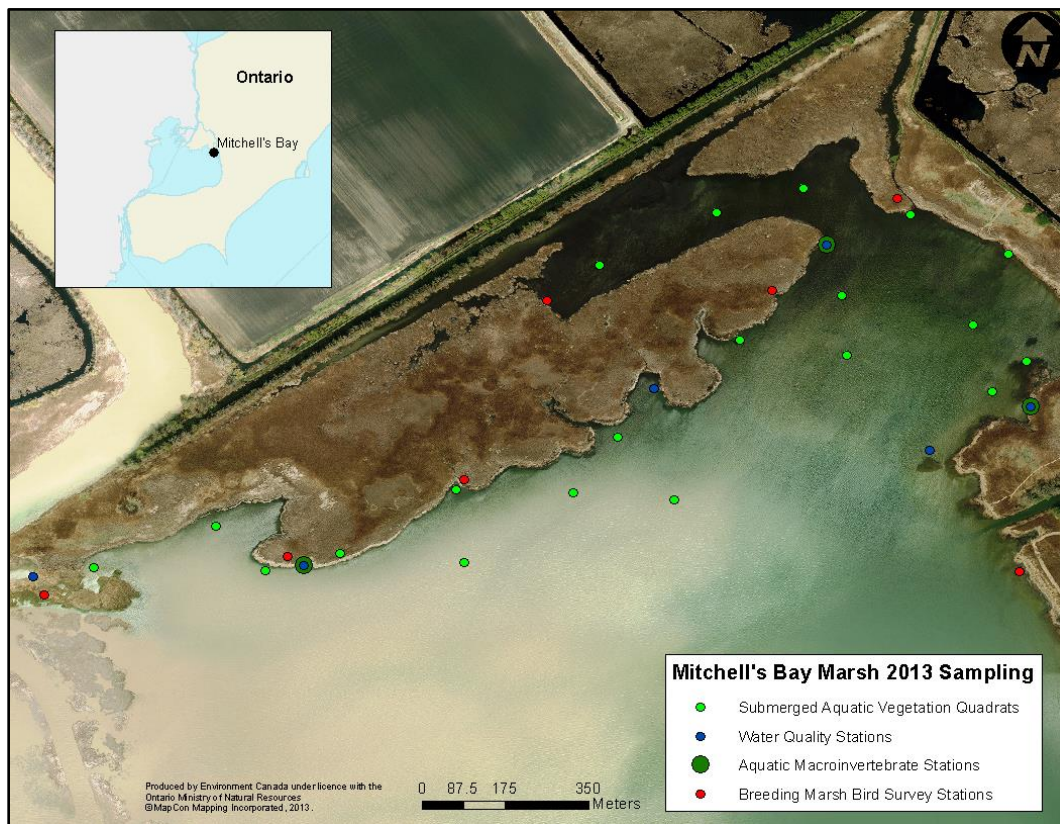 Ontario
Mitchell's Bay
N
Mitchell's Bay Marsh 2013 Sampling
Submerged Aquatic Vegetation Quadrats
Water Quality Stations
Aquatic Macroinvertebrate Stations
Breeding Marsh Bird Survey Stations
Produced by Environment Canada under licence with the
Ontario Ministry of Natural Resources
©MapCon Mapping Incorporated, 2013.
0 87.5 175 350
Meters